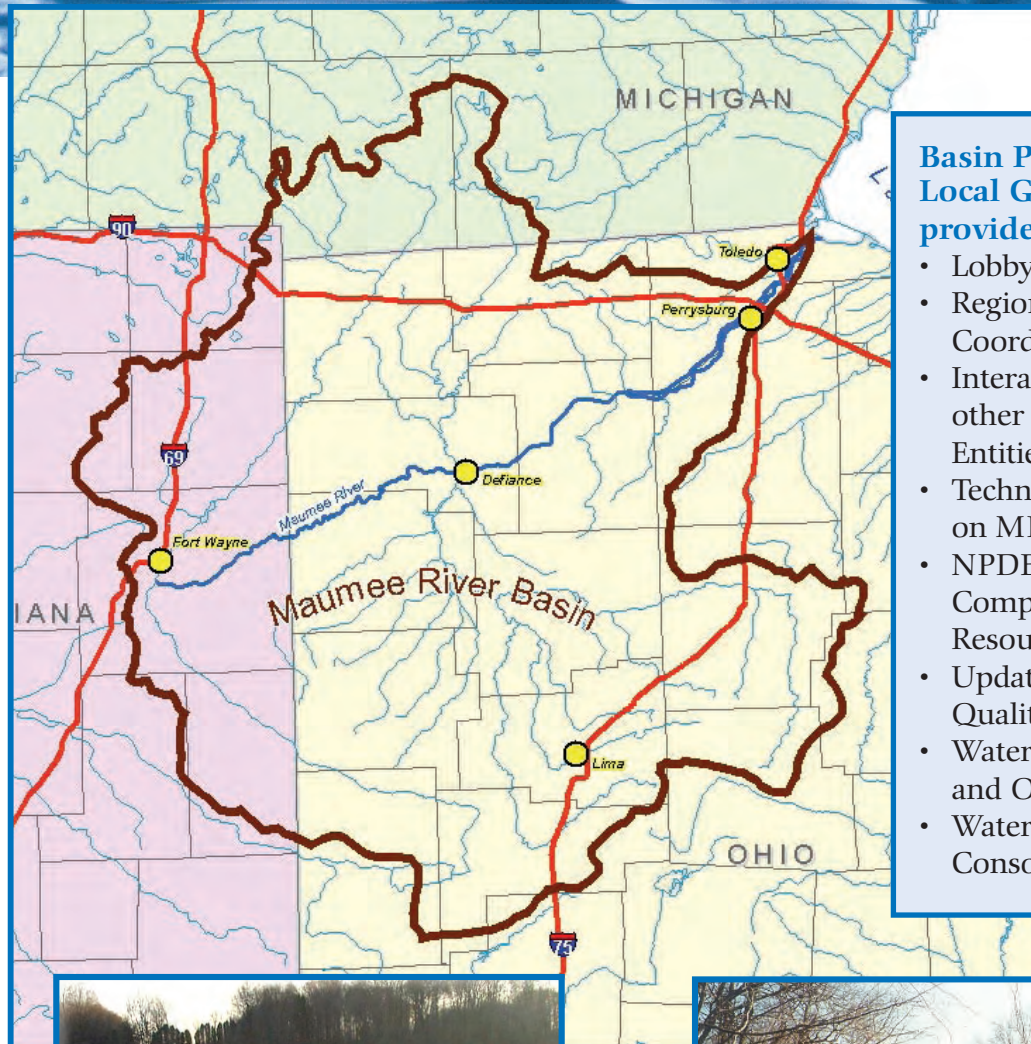 MICHIGAN
90
Toledo
Perrysburg
69
Defiance
Maumee River
Fort Wayne
Maumee River Basin
IANA
Lima
OHIO
75
Basin P
Local G
provide
• Lobby
• Region
Coord
• Intera
other
Entitie
• Techn
on M
NPDE
Comp
Resou
• Updat
Qualit
• Water
and O
• Water
Conso